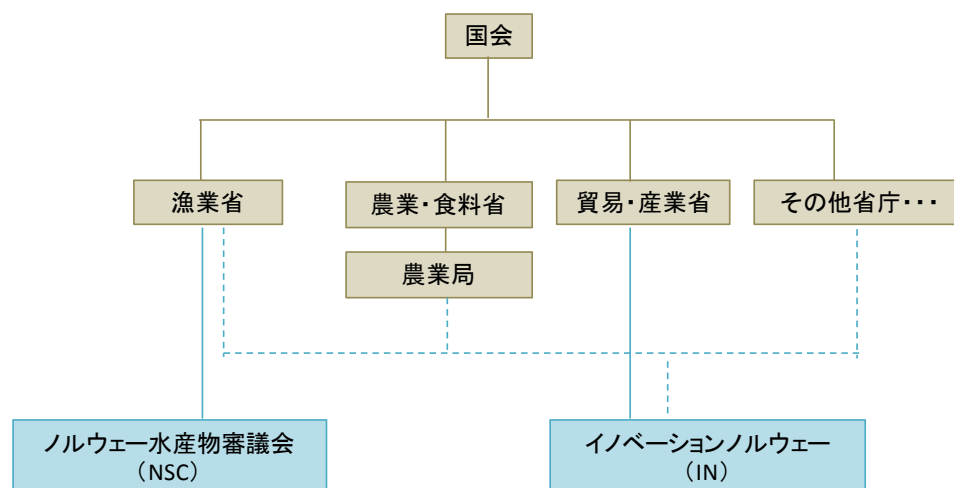 国会
漁業省
農業・食料省
貿易・産業省
その他省庁・・・
農業局
ノルウェー水産物審議会
（NSC）
イノベーションノルウェー
（IN）